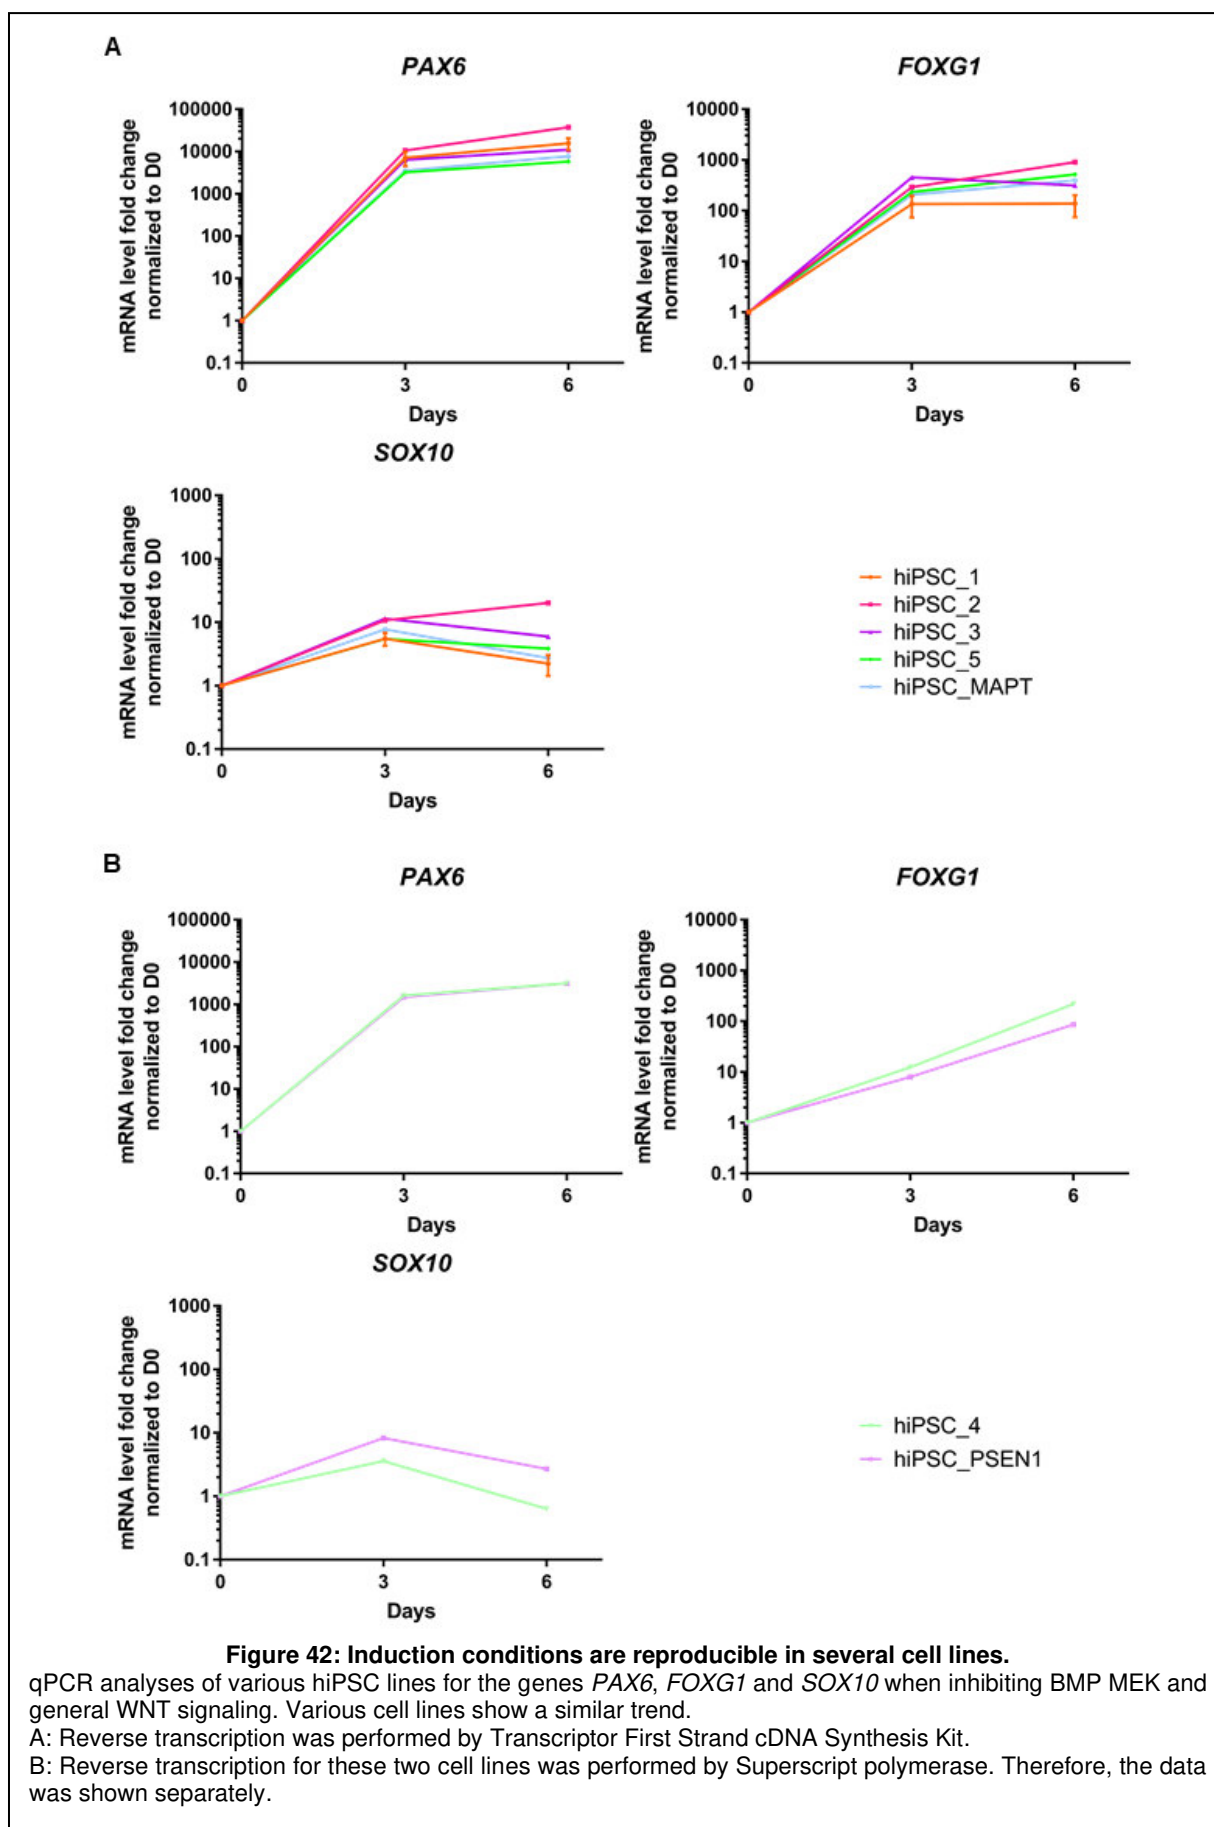 A
PAX6
FOXG1
mRNA level fold change
normalized to D0
100000
10000
1000
100
10
1
0.1
0
3
6
Days
mRNA level fold change
normalized to D0
10000
1000
100
10
1
0.1
0
3
6
Days
SOX10
mRNA level fold change
normalized to D0
1000
100
10
1
0.1
0
3
6
Days
hiPSC_1
hiPSC_2
hiPSC_3
hiPSC_5
hiPSC_MAPT
B
PAX6
FOXG1
mRNA level fold change
normalized to D0
100000
10000
1000
100
10
1
0.1
0
3
6
Days
mRNA level fold change
normalized to D0
10000
1000
100
10
1
0.1
0
3
6
Days
SOX10
mRNA level fold change
normalized to D0
1000
100
10
1
0.1
0
3
6
Days
hiPSC_4
hiPSC_PSEN1
Figure 42: Induction conditions are reproducible in several cell lines.
qPCR analyses of various hiPSC lines for the genes PAX6, FOXG1 and SOX10 when inhibiting BMP MEK and
general WNT signaling. Various cell lines show a similar trend.
A: Reverse transcription was performed by Transcriptor First Strand cDNA Synthesis Kit.
B: Reverse transcription for these two cell lines was performed by Superscript polymerase. Therefore, the data
was shown separately.